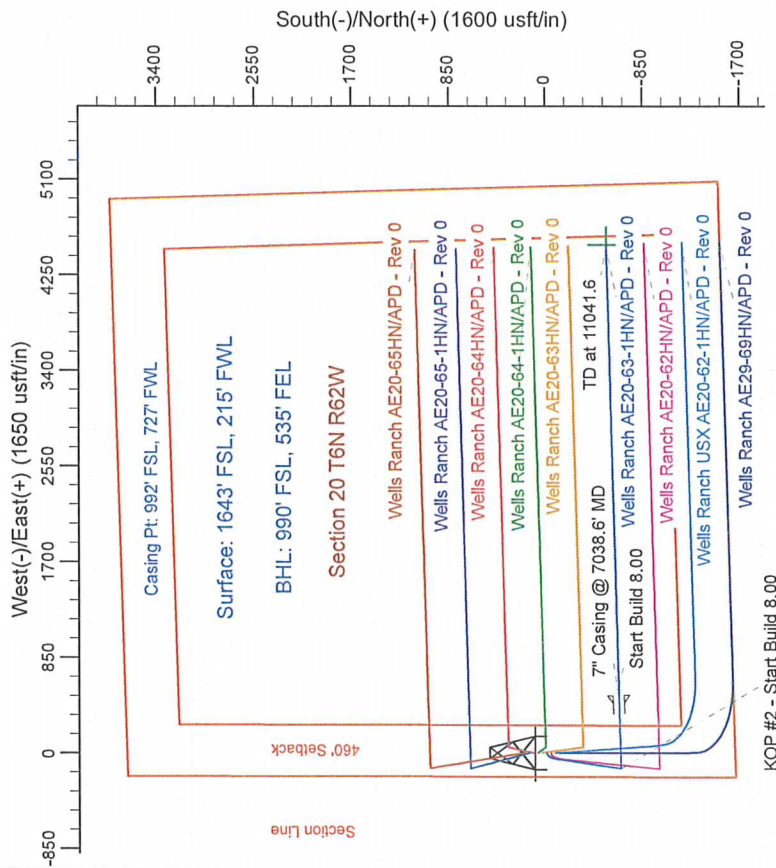 West(-)/East(+) (1650 usft/in)
-850
0
850
1700
2550
3400
4250
5100
South(-)/North(+) (1600 usft/in)
3400
2550
1700
850
0
-850
-1700
Section Line
460' Setback
Casing Pt: 992' FSL, 727' FWL
Surface: 1643' FSL, 215' FWL
BHL: 990' FSL, 535' FEL
Section 20 T6N R62W
Wells Ranch AE20-65HN/APD - Rev 0
Wells Ranch AE20-65-1HN/APD - Rev 0
Wells Ranch AE20-64HN/APD - Rev 0
Wells Ranch AE20-64-1HN/APD - Rev 0
Wells Ranch AE20-63HN/APD - Rev 0
TD at 11041.6
7" Casing @ 7038.6' MD
Wells Ranch AE20-63-1HN/APD - Rev 0
Start Build 8.00
Wells Ranch AE20-62HN/APD - Rev 0
Wells Ranch USX AE20-62-1HN/APD - Rev 0
Wells Ranch AE29-69HN/APD - Rev 0
KOP #2 - Start Build 8.00